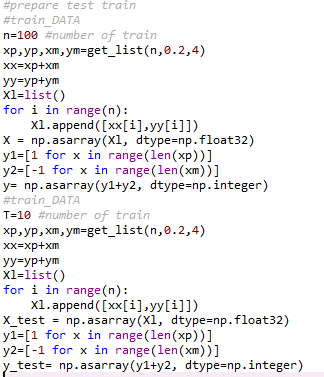 #prepare test train
#train_DATA
n=100 #number of train
xp,yp,xm,ym=get_list(n,0.2,4)
xx=xp+xm
yy=yp+ym
Xl=list()
for i in range(n):
    Xl.append([xx[i],yy[i]])
X = np.asarray(Xl, dtype=np.float32)
y1=[1 for x in range(len(xp))]
y2=[-1 for x in range(len(xm))]
y= np.asarray(y1+y2, dtype=np.integer)
#train_DATA
T=10 #number of train
xp,yp,xm,ym=get_list(n,0.2,4)
xx=xp+xm
yy=yp+ym
Xl=list()
for i in range(n):
    Xl.append([xx[i],yy[i]])
X_test = np.asarray(Xl, dtype=np.float32)
y1=[1 for x in range(len(xp))]
y2=[-1 for x in range(len(xm))]
y_test= np.asarray(y1+y2, dtype=np.integer)